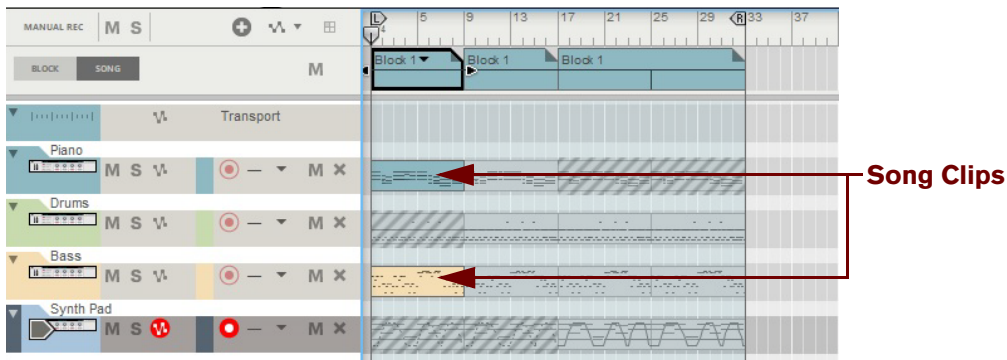 MANUAL REC M S
L 5 9 13 17 21 25 29 R 33 37
4
BLOCK SONG M
Block 1 Block 1 Block 1
Transport
Piano
M S M
Song Clips
Drums
M S M
Bass
M S M
Synth Pad
M S M